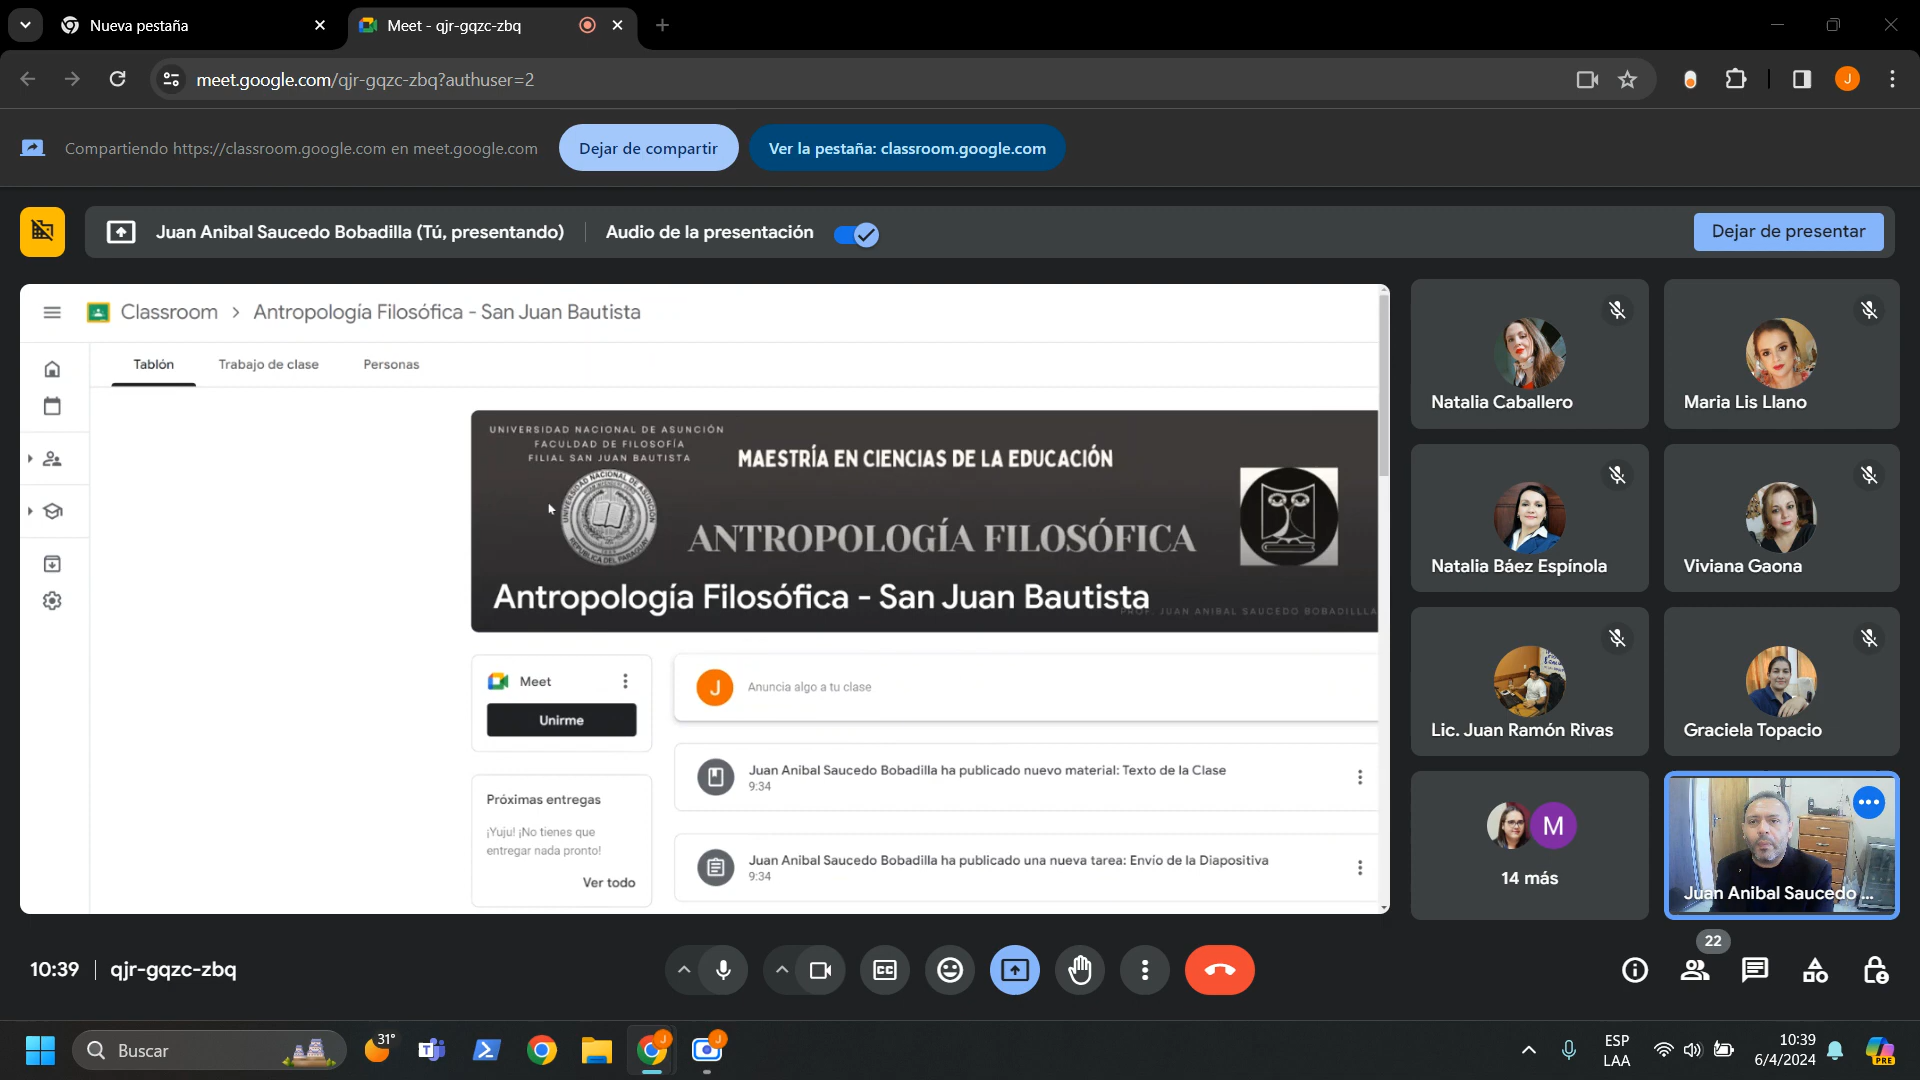 Nueva pestaña
Meet - qjr-gqzc-zbq
meet.google.com/qjr-gqzc-zbq?authuser=2
J
Compartiendo https://classroom.google.com en meet.google.com
Dejar de compartir
Ver la pestaña: classroom.google.com
Juan Anibal Saucedo Bobadilla (Tú, presentando)
Audio de la presentación
Dejar de presentar
Classroom > Antropología Filosófica - San Juan Bautista
Tablón
Trabajo de clase
Personas
UNIVERSIDAD NACIONAL DE ASUNCIÓN
FACULTAD DE FILOSOFÍA
FILIAL SAN JUAN BAUTISTA
MAESTRÍA EN CIENCIAS DE LA EDUCACIÓN
ANTROPOLOGÍA FILOSÓFICA
Antropología Filosófica - San Juan Bautista
PROF. JUAN ANIBAL SAUCEDO BOBADILLLA
Meet
Unirme
Próximas entregas
¡Yuju! ¡No tienes que
entregar nada pronto!
Ver todo
J
Anuncia algo a tu clase
Juan Anibal Saucedo Bobadilla ha publicado nuevo material: Texto de la Clase
9:34
Juan Anibal Saucedo Bobadilla ha publicado una nueva tarea: Envío de la Diapositiva
9:34
Natalia Caballero
Maria Lis Llano
Natalia Báez Espínola
Viviana Gaona
Lic. Juan Ramón Rivas
Graciela Topacio
M
14 más
Juan Anibal Saucedo ...
10:39
qjr-gqzc-zbq
22
Buscar
31°
J
J
ESP
LAA
10:39
6/4/2024
PRE